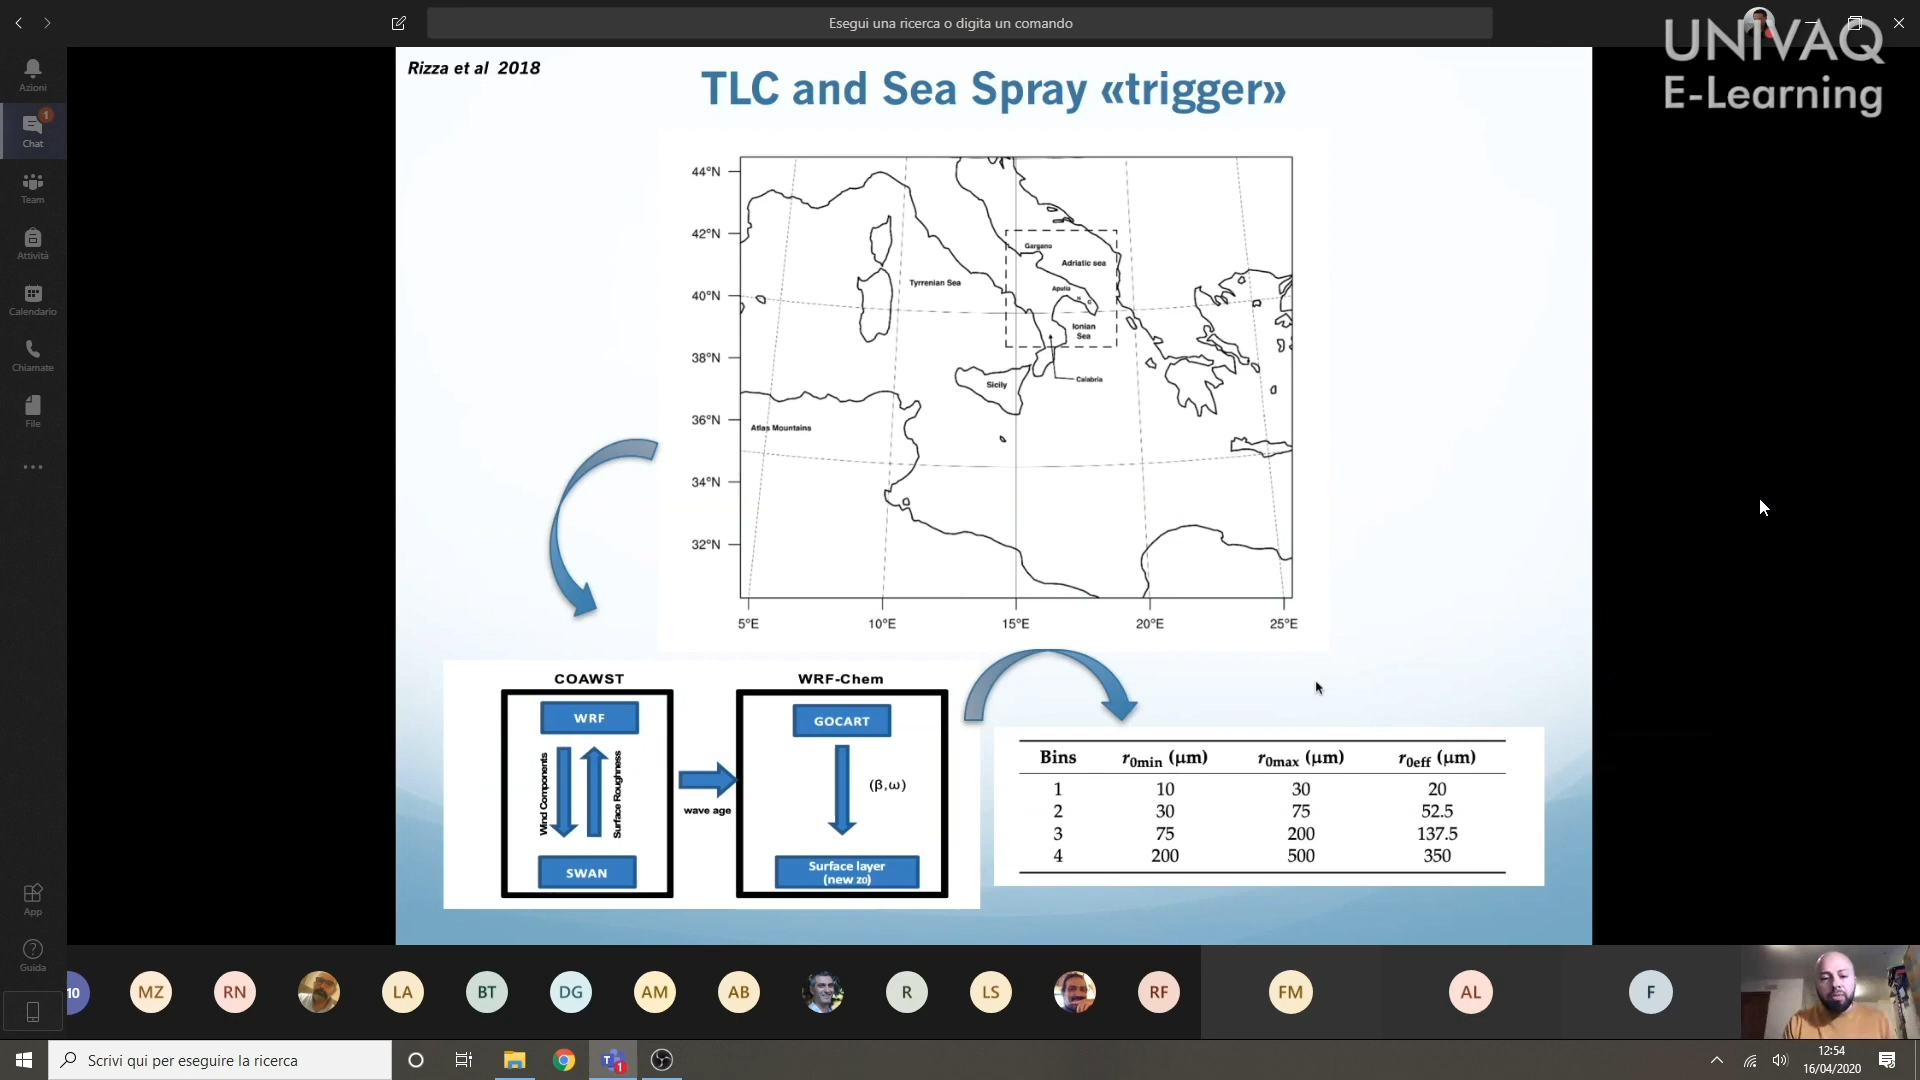 Esegui una ricerca o digita un comando
UNIVAQ
E-Learning
Azioni
1
Chat
Team
Attività
Calendario
Chiamate
File
App
Guida
Rizza et al 2018
TLC and Sea Spray «trigger»
44°N
42°N
40°N
38°N
36°N
34°N
32°N
5°E 10°E 15°E 20°E 25°E
Gargano
Adriatic sea
Tyrrenian Sea
Apulia
Ionian
Sea
Calabria
Sicily
Atlas Mountains
COAWST
WRF
Wind Components
Surface Roughness
SWAN
wave age
WRF-Chem
GOCART
(β,ω)
Surface layer
(new z0)
Bins r0min (μm) r0max (μm) r0eff (μm)
1 10 30 20
2 30 75 52.5
3 75 200 137.5
4 200 500 350
10 MZ RN LA BT DG AM AB R LS RF FM AL F
Scrivi qui per eseguire la ricerca
1
12:54
16/04/2020